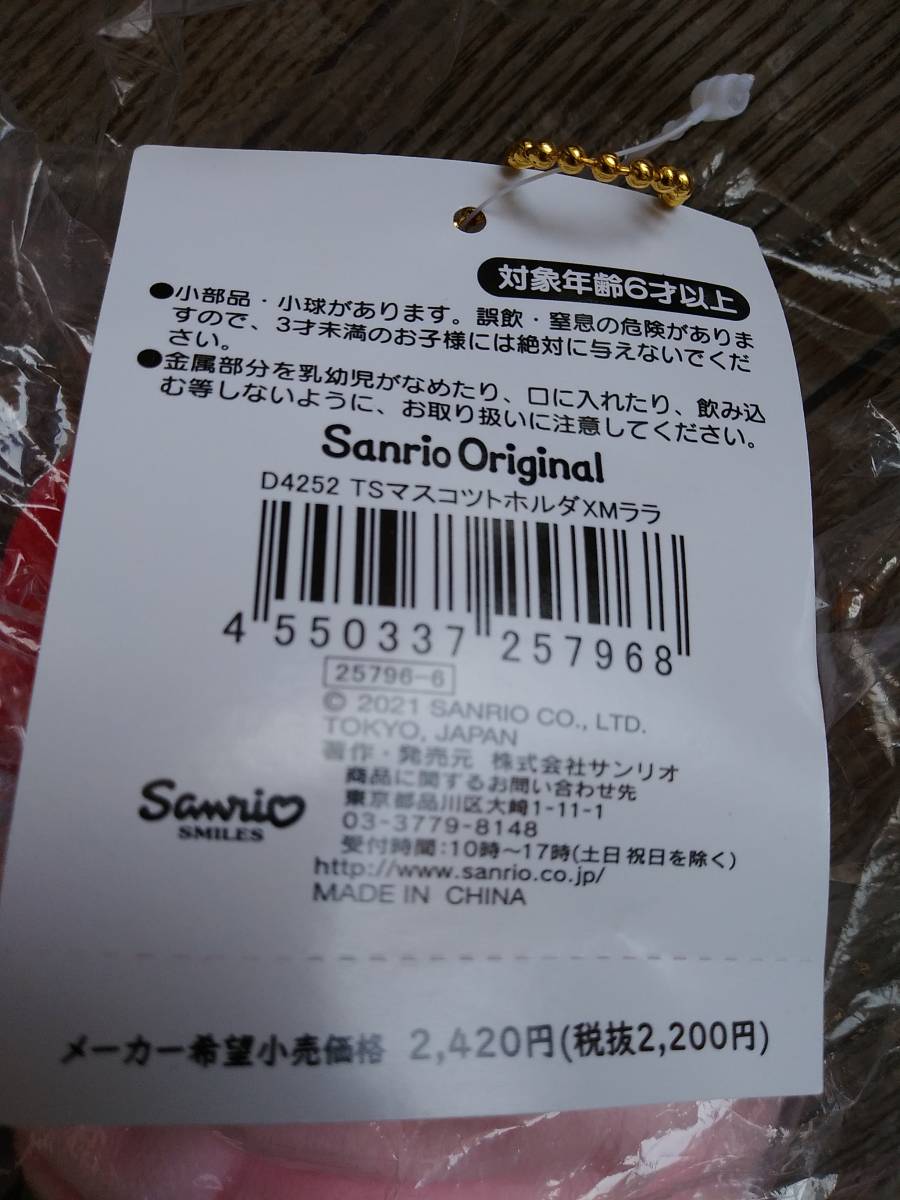 対象年齢6才以上
●小部品・小球があります。誤飲・窒息の危険がありま
すので、3才未満のお子様には絶対に与えないでくだ
さい。
●金属部分を乳幼児がなめたり、口に入れたり、飲み込
む等しないように、お取り扱いに注意してください。
Sanrio Original
D4252 TSマスコツトホルダXMララ
4 550337 257968
25796-6
© 2021 SANRIO CO., LTD.
TOKYO, JAPAN
著作・発売元 株式会社サンリオ
商品に関するお問い合わせ先
東京都品川区大崎1-11-1
03-3779-8148
受付時間:10時~17時(土日 祝日を除く)
http://www.sanrio.co.jp/
MADE IN CHINA
Sanrio
SMILES
メーカー希望小売価格 2,420円(税抜2,200円)